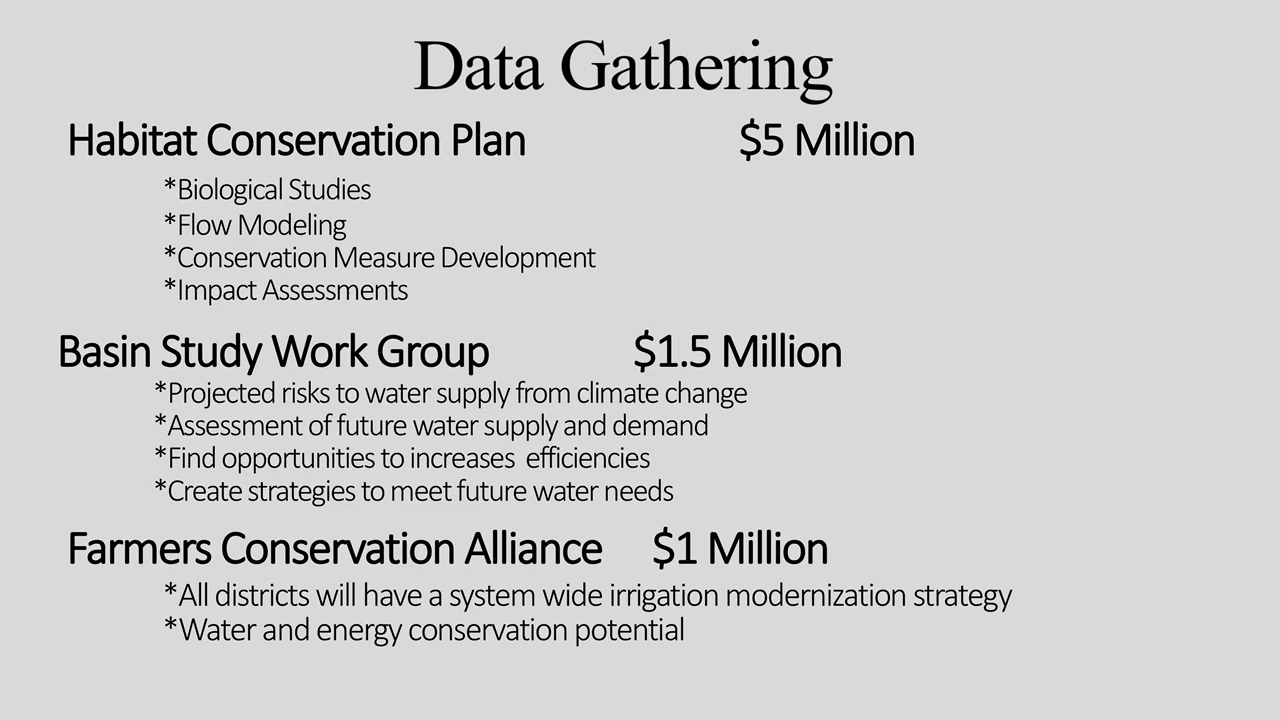 Data Gathering
Habitat Conservation Plan $5 Million
*Biological Studies
*Flow Modeling
*Conservation Measure Development
*Impact Assessments
Basin Study Work Group $1.5 Million
*Projected risks to water supply from climate change
*Assessment of future water supply and demand
*Find opportunities to increases efficiencies
*Create strategies to meet future water needs
Farmers Conservation Alliance $1 Million
*All districts will have a system wide irrigation modernization strategy
*Water and energy conservation potential